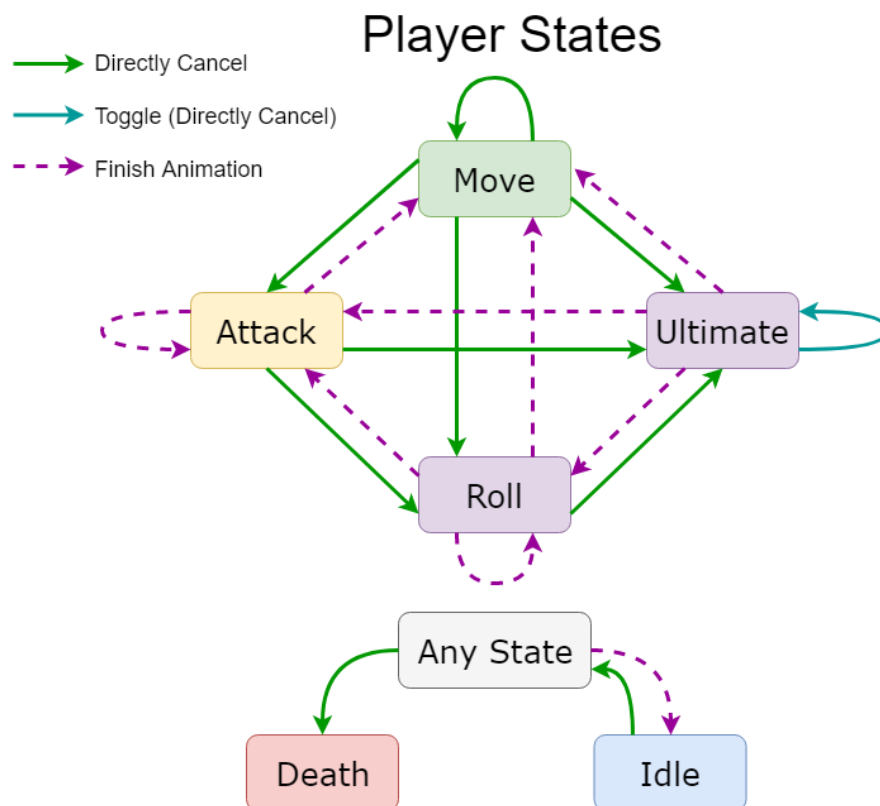 Player States
Directly Cancel
Toggle (Directly Cancel)
Finish Animation
Move
Attack
Ultimate
Roll
Any State
Death
Idle